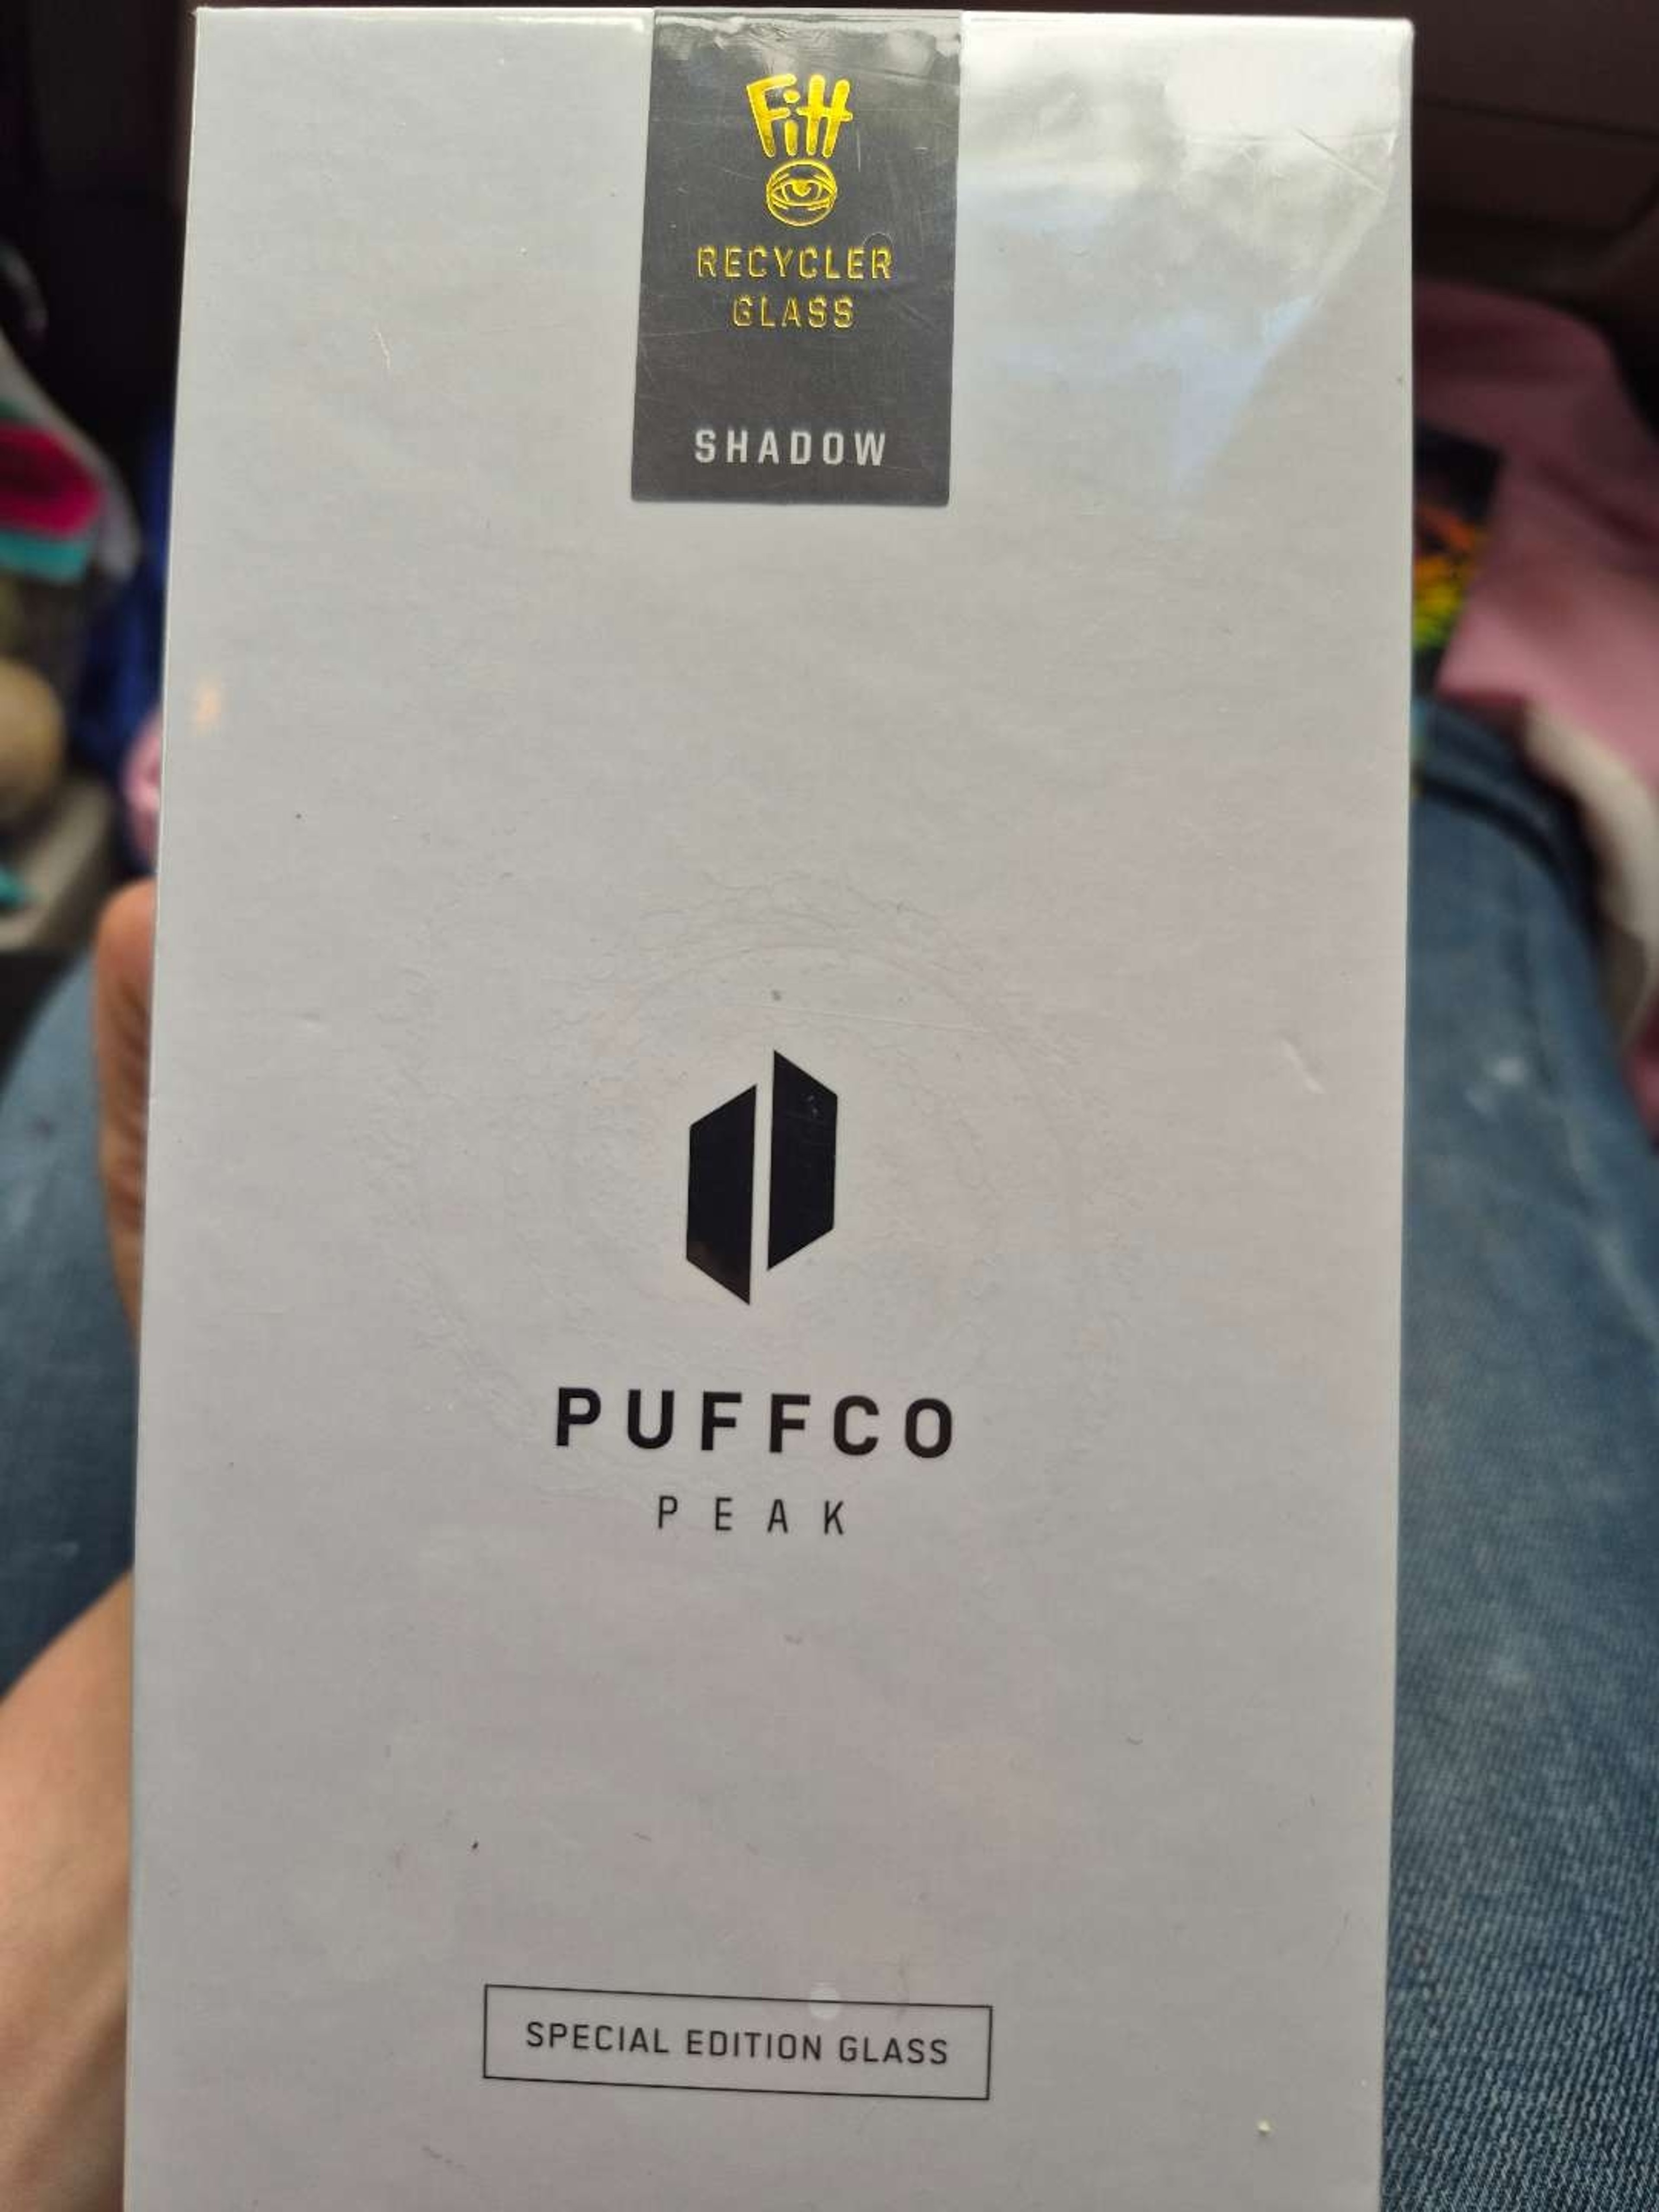 Fitt
RECYCLER
GLASS
SHADOW
PUFFCO
PEAK
SPECIAL EDITION GLASS